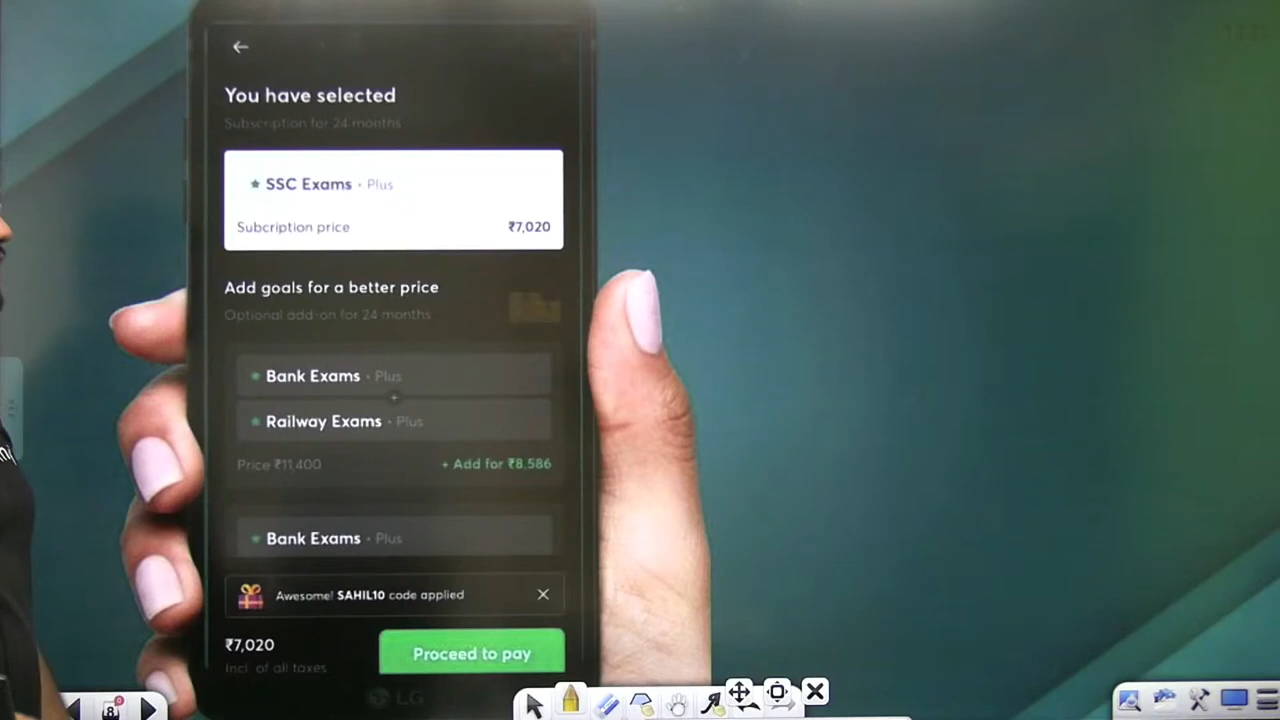 You have selected
Subscription for 24 months
SSC Exams • Plus
Subcription price ₹7,020
Add goals for a better price
Optional add-on for 24 months
Bank Exams • Plus
+
Railway Exams • Plus
Price ₹11,400 + Add for ₹8,586
Bank Exams • Plus
Awesome! SAHIL10 code applied
₹7,020
Incl. of all taxes
Proceed to pay
LG
8